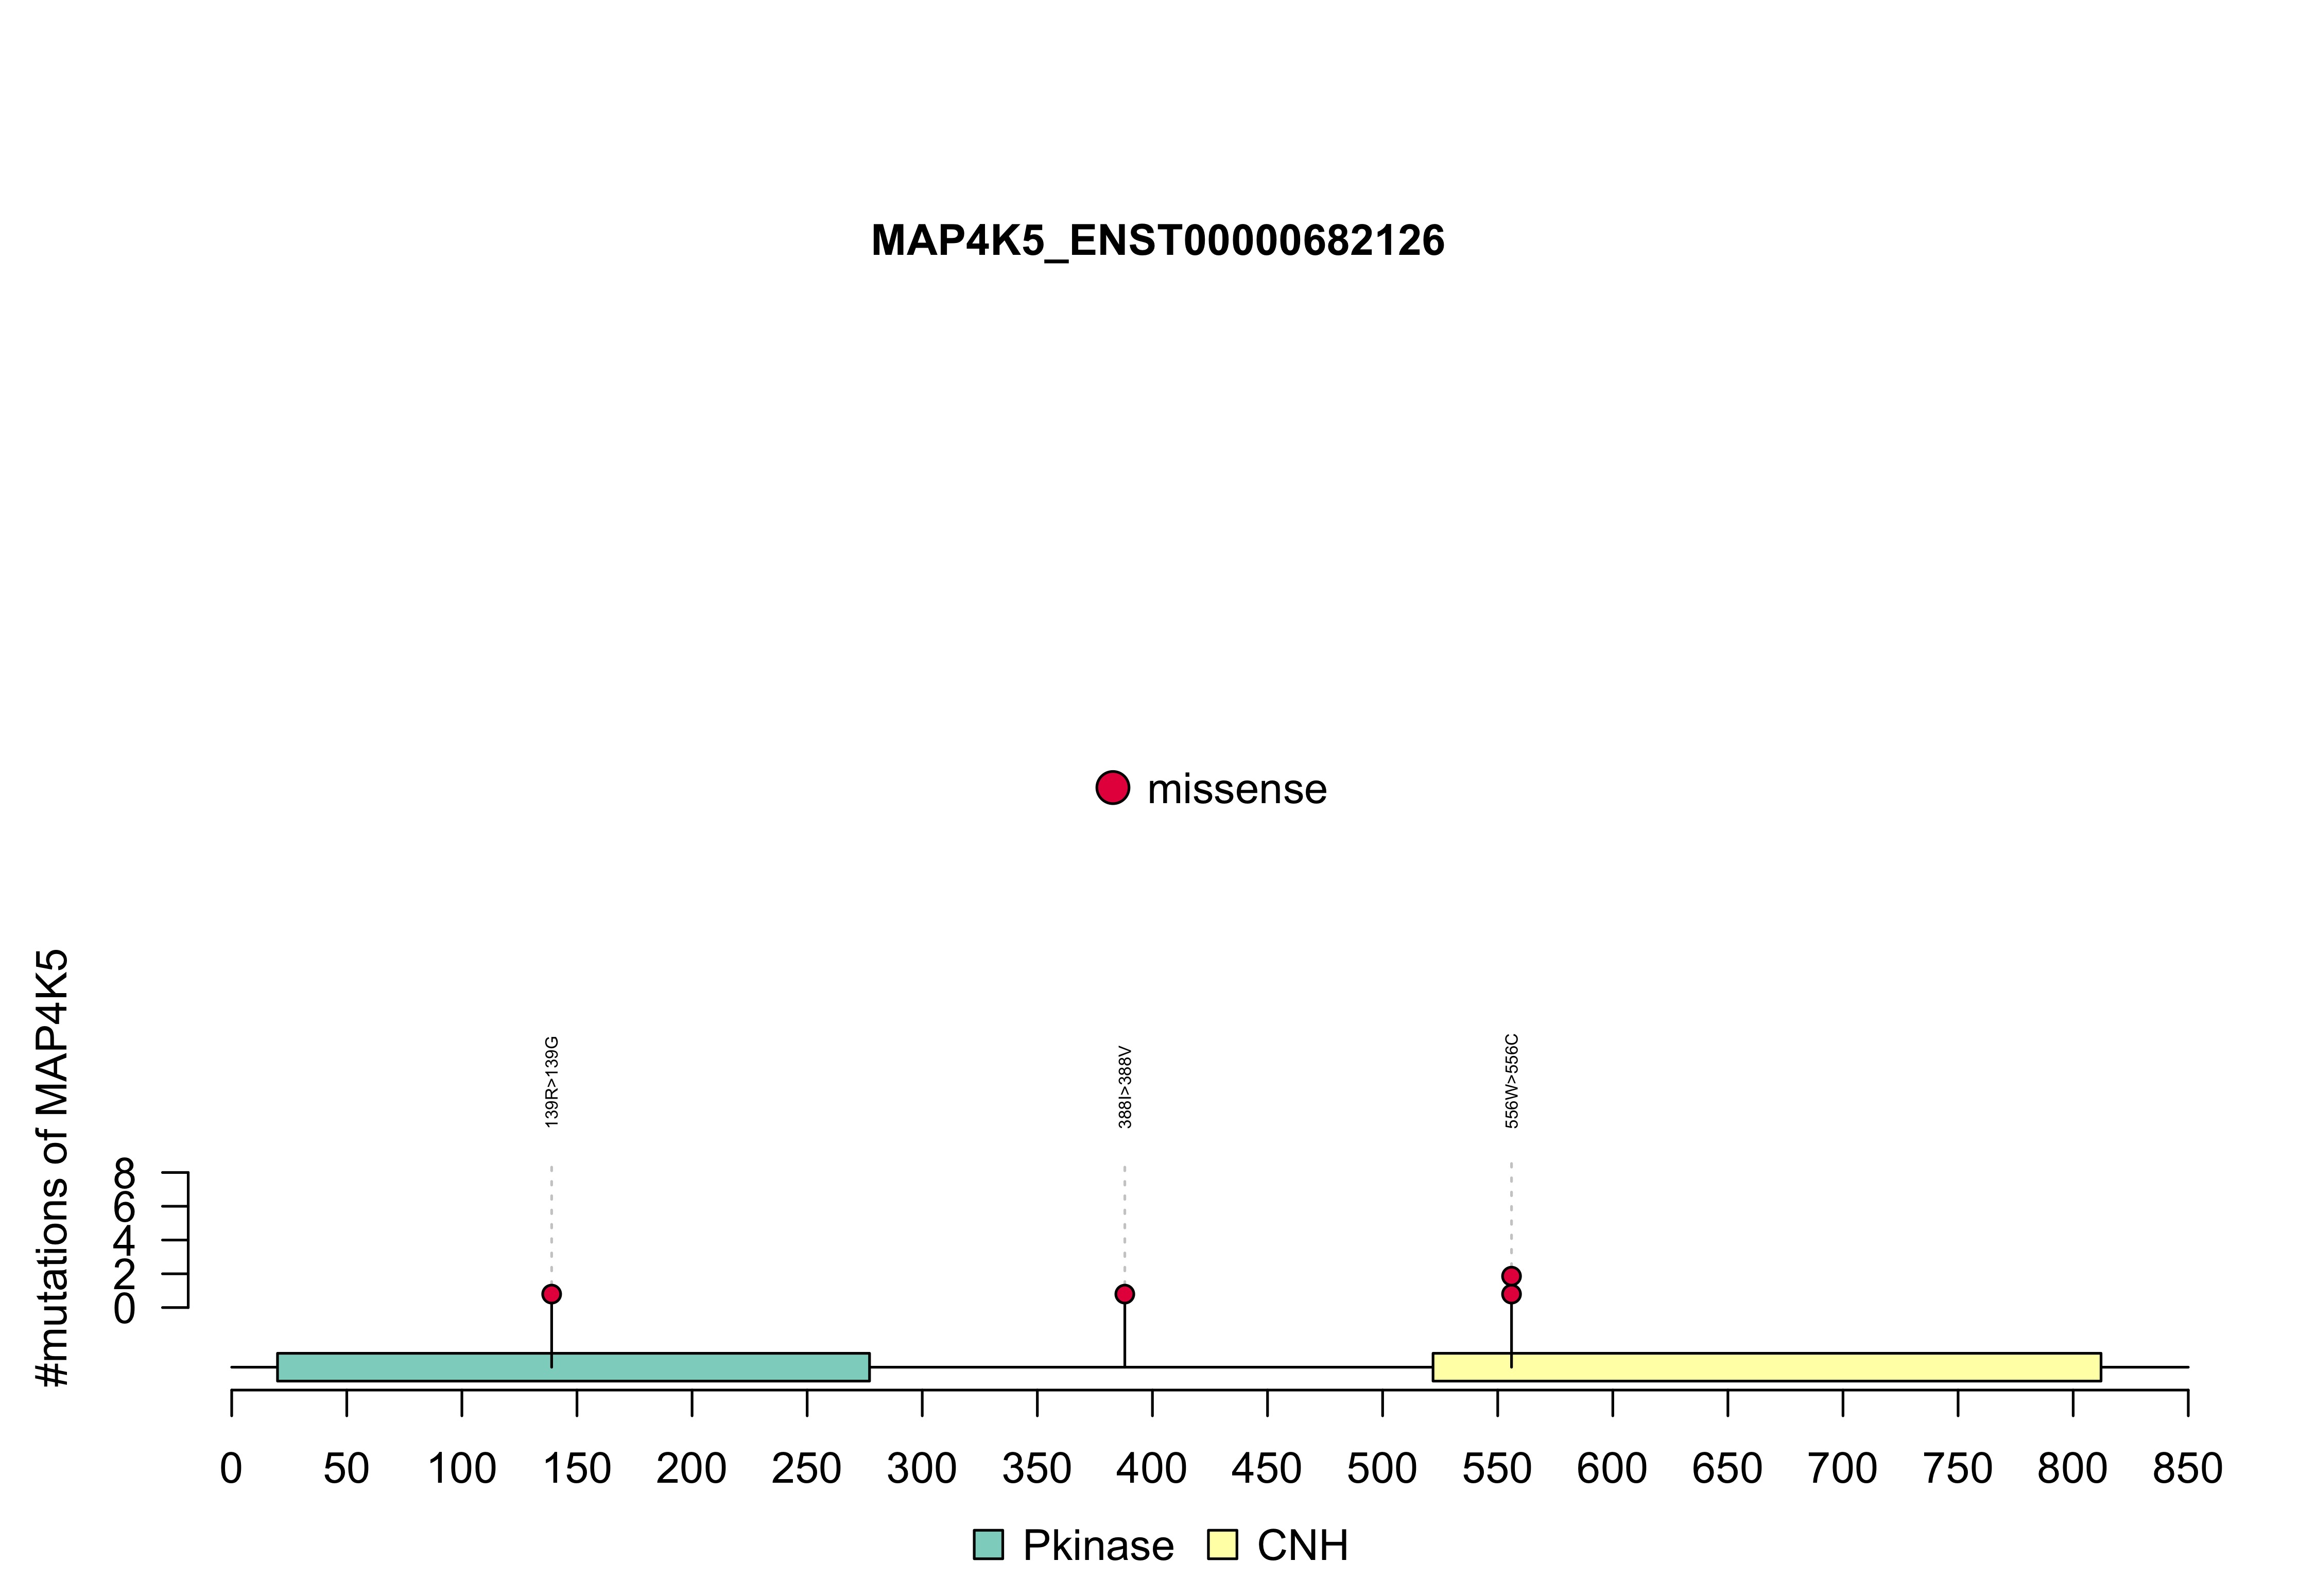 MAP4K5_ENST00000682126
missense
#mutations of MAP4K5
139R>139G
388I>388V
556W>556C
8
6
4
2
0
0 50 100 150 200 250 300 350 400 450 500 550 600 650 700 750 800 850
Pkinase CNH